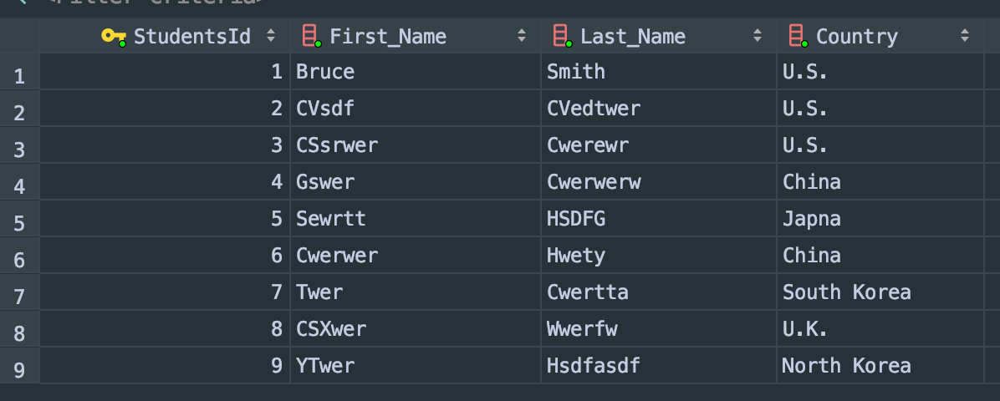 <Filter Criteria>
StudentsId First_Name Last_Name Country
1 1 Bruce Smith U.S.
2 2 CVsdf CVedtwer U.S.
3 3 CSsrwer Cwerewr U.S.
4 4 Gswer Cwerwerw China
5 5 Sewrtt HSDFG Japna
6 6 Cwerwer Hwety China
7 7 Twer Cwertta South Korea
8 8 CSXwer Wwerfw U.K.
9 9 YTwer Hsdfasdf North Korea